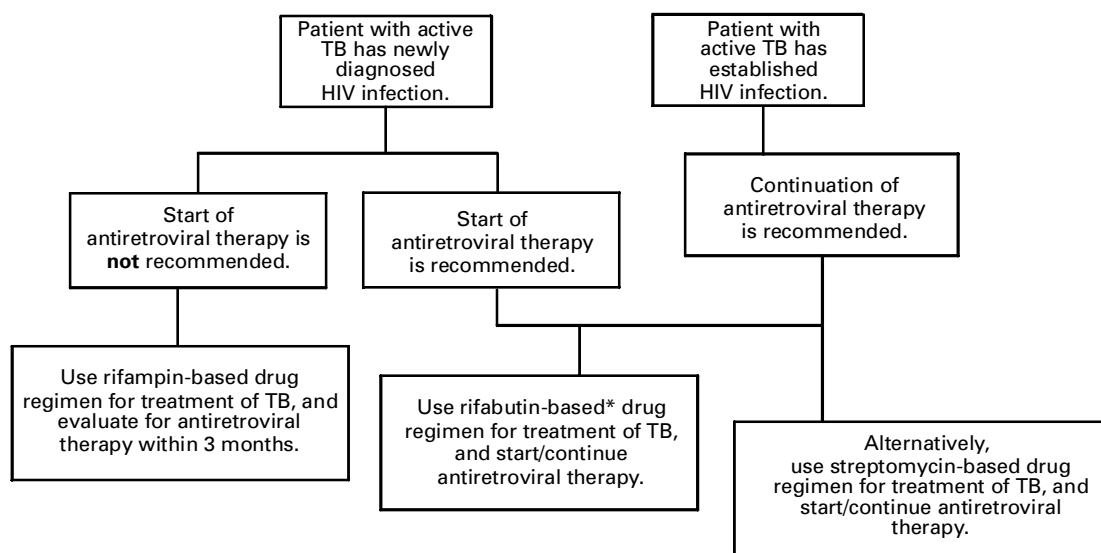 Patient with active
TB has newly
diagnosed
HIV infection.
Patient with
active TB has
established
HIV infection.
Start of
antiretroviral therapy is
not recommended.
Start of
antiretroviral therapy
is recommended.
Continuation of
antiretroviral therapy
is recommended.
Use rifampin-based drug
regimen for treatment of TB, and
evaluate for antiretroviral
therapy within 3 months.
Use rifabutin-based* drug
regimen for treatment of TB,
and start/continue
antiretroviral therapy.
Alternatively,
use streptomycin-based drug
regimen for treatment of TB, and
start/continue antiretroviral
therapy.